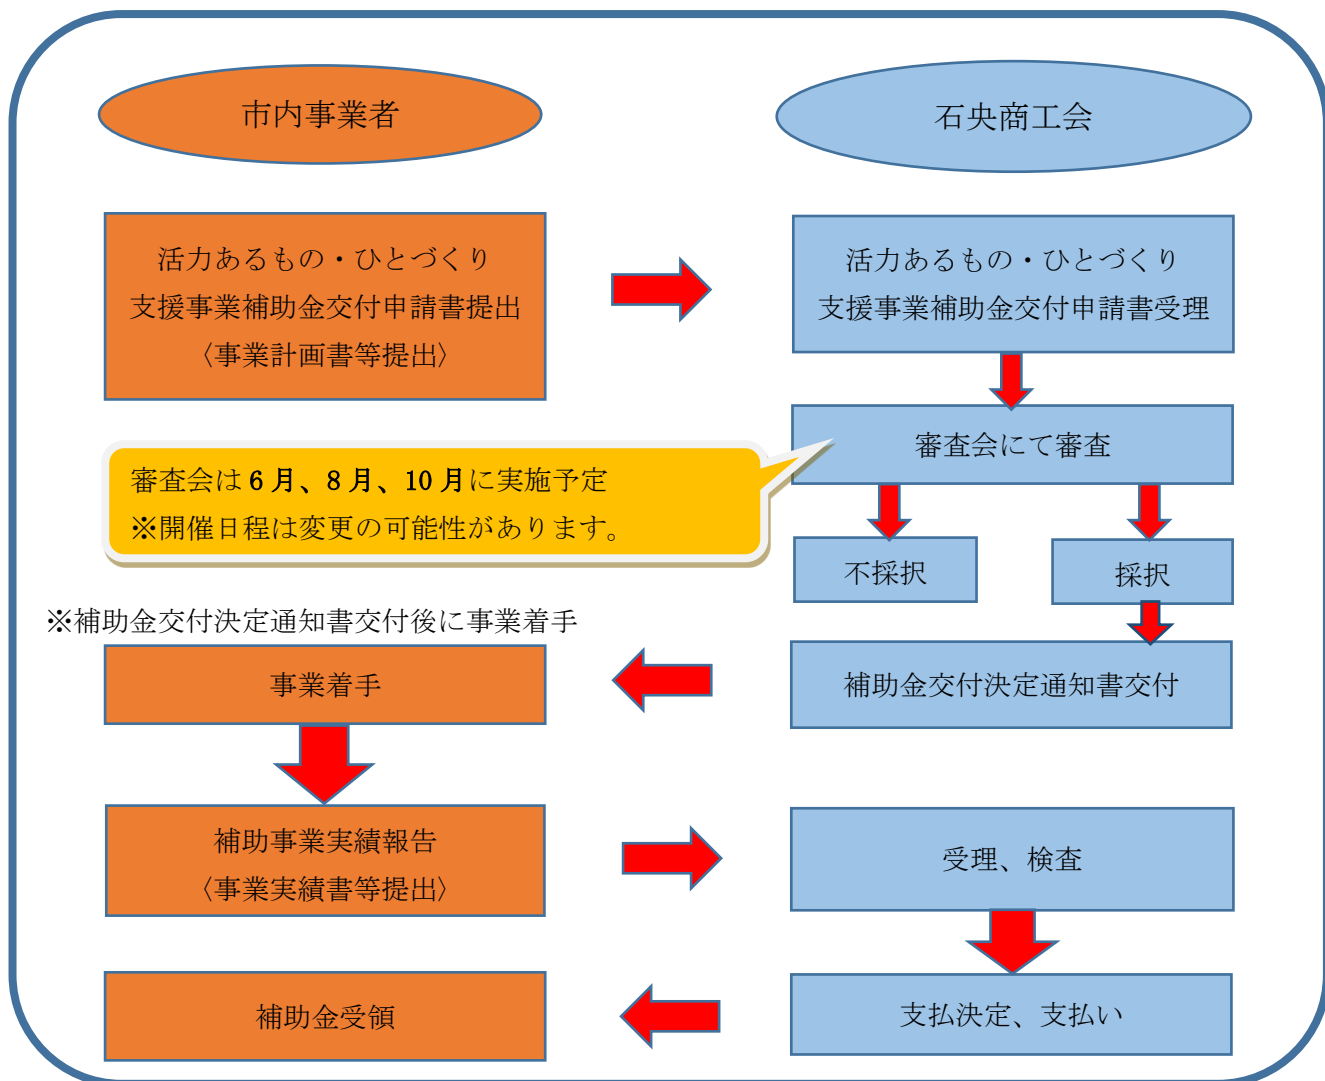 市内事業者
石央商工会
活力あるもの・ひとづくり
支援事業補助金交付申請書提出
〈事業計画書等提出〉
活力あるもの・ひとづくり
支援事業補助金交付申請書受理
審査会にて審査
審査会は6月、8月、10月に実施予定
※開催日程は変更の可能性があります。
不採択
採択
※補助金交付決定通知書交付後に事業着手
事業着手
補助金交付決定通知書交付
補助事業実績報告
〈事業実績書等提出〉
受理、検査
補助金受領
支払決定、支払い